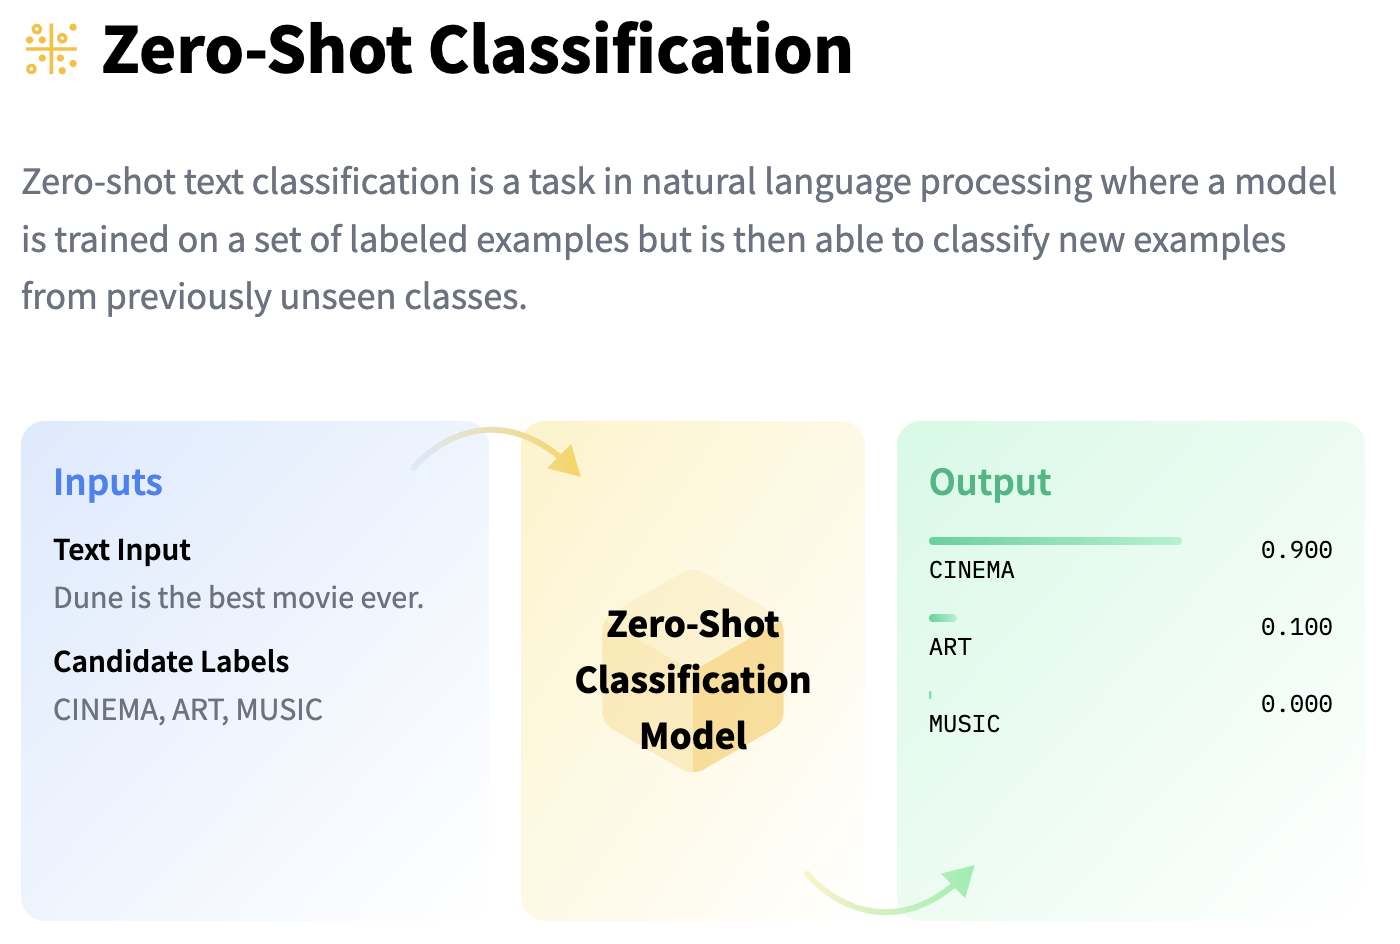 Zero-Shot Classification
Zero-shot text classification is a task in natural language processing where a model
is trained on a set of labeled examples but is then able to classify new examples
from previously unseen classes.
Inputs
Text Input
Dune is the best movie ever.
Candidate Labels
CINEMA, ART, MUSIC
Zero-Shot
Classification
Model
Output
CINEMA 0.900
ART 0.100
MUSIC 0.000